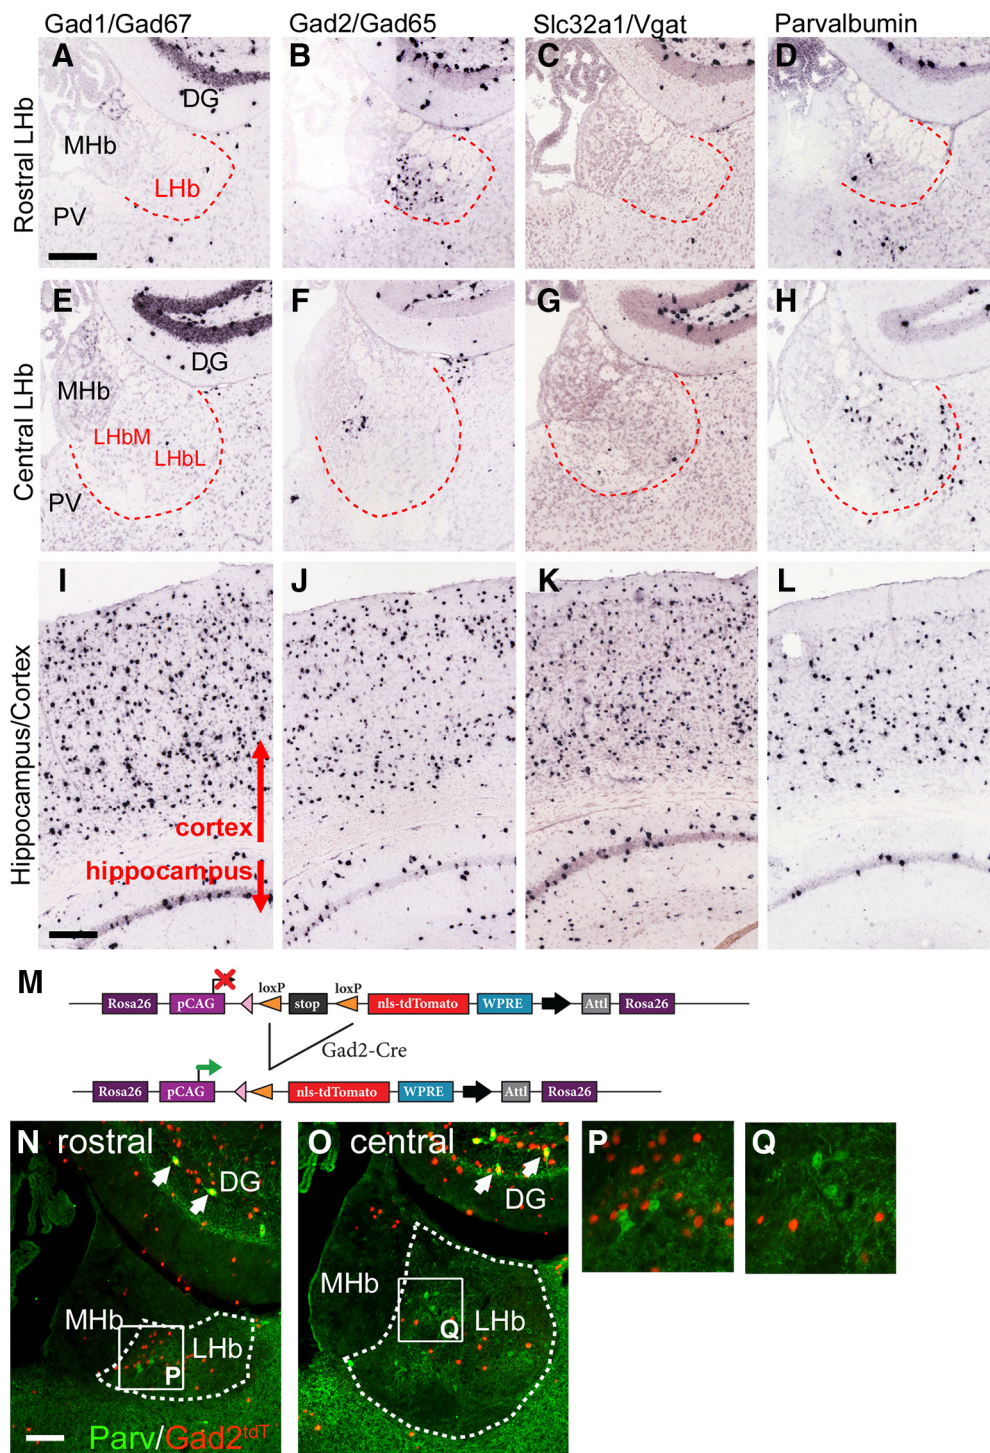 Gad1/Gad67 Gad2/Gad65 Slc32a1/Vgat Parvalbumin
Rostral LHb
A DG MHb LHb PV
B
C
D
Central LHb
E DG MHb LHbM LHbL PV
F
G
H
Hippocampus/Cortex
I cortex hippocampus
J
K
L
M
loxP loxP
Rosa26 pCAG stop nls-tdTomato WPRE AttI Rosa26
Gad2-Cre
Rosa26 pCAG nls-tdTomato WPRE AttI Rosa26
N rostral
DG
MHb
LHb
P
Parv/Gad2tdT
O central
DG
MHb
LHb
Q
P
Q